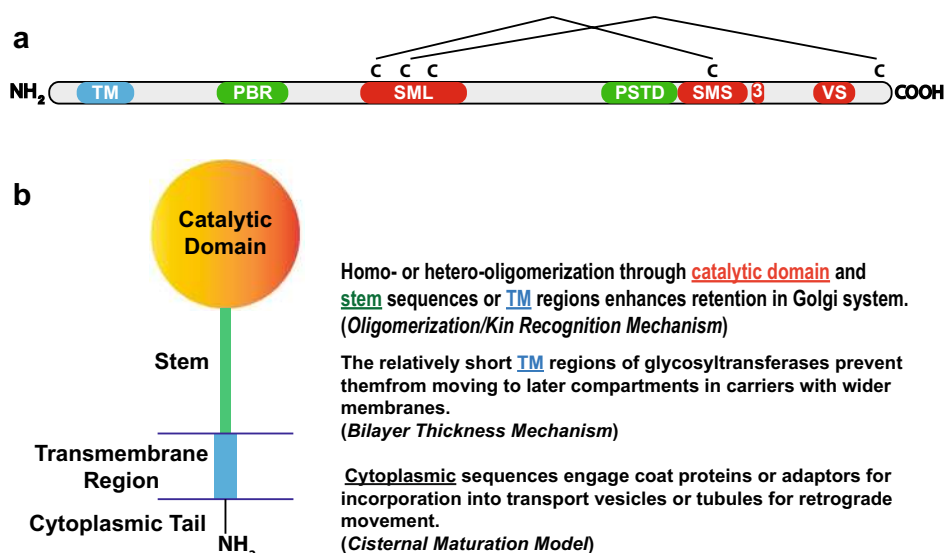 a
C C C C C
NH2 TM PBR SML PSTD SMS 3 VS COOH
b
Catalytic
Domain
Stem
Transmembrane
Region
Cytoplasmic Tail
NH2
Homo- or hetero-oligomerization through catalytic domain and
stem sequences or TM regions enhances retention in Golgi system.
(Oligomerization/Kin Recognition Mechanism)
The relatively short TM regions of glycosyltransferases prevent
themfrom moving to later compartments in carriers with wider
membranes.
(Bilayer Thickness Mechanism)
Cytoplasmic sequences engage coat proteins or adaptors for
incorporation into transport vesicles or tubules for retrograde
movement.
(Cisternal Maturation Model)